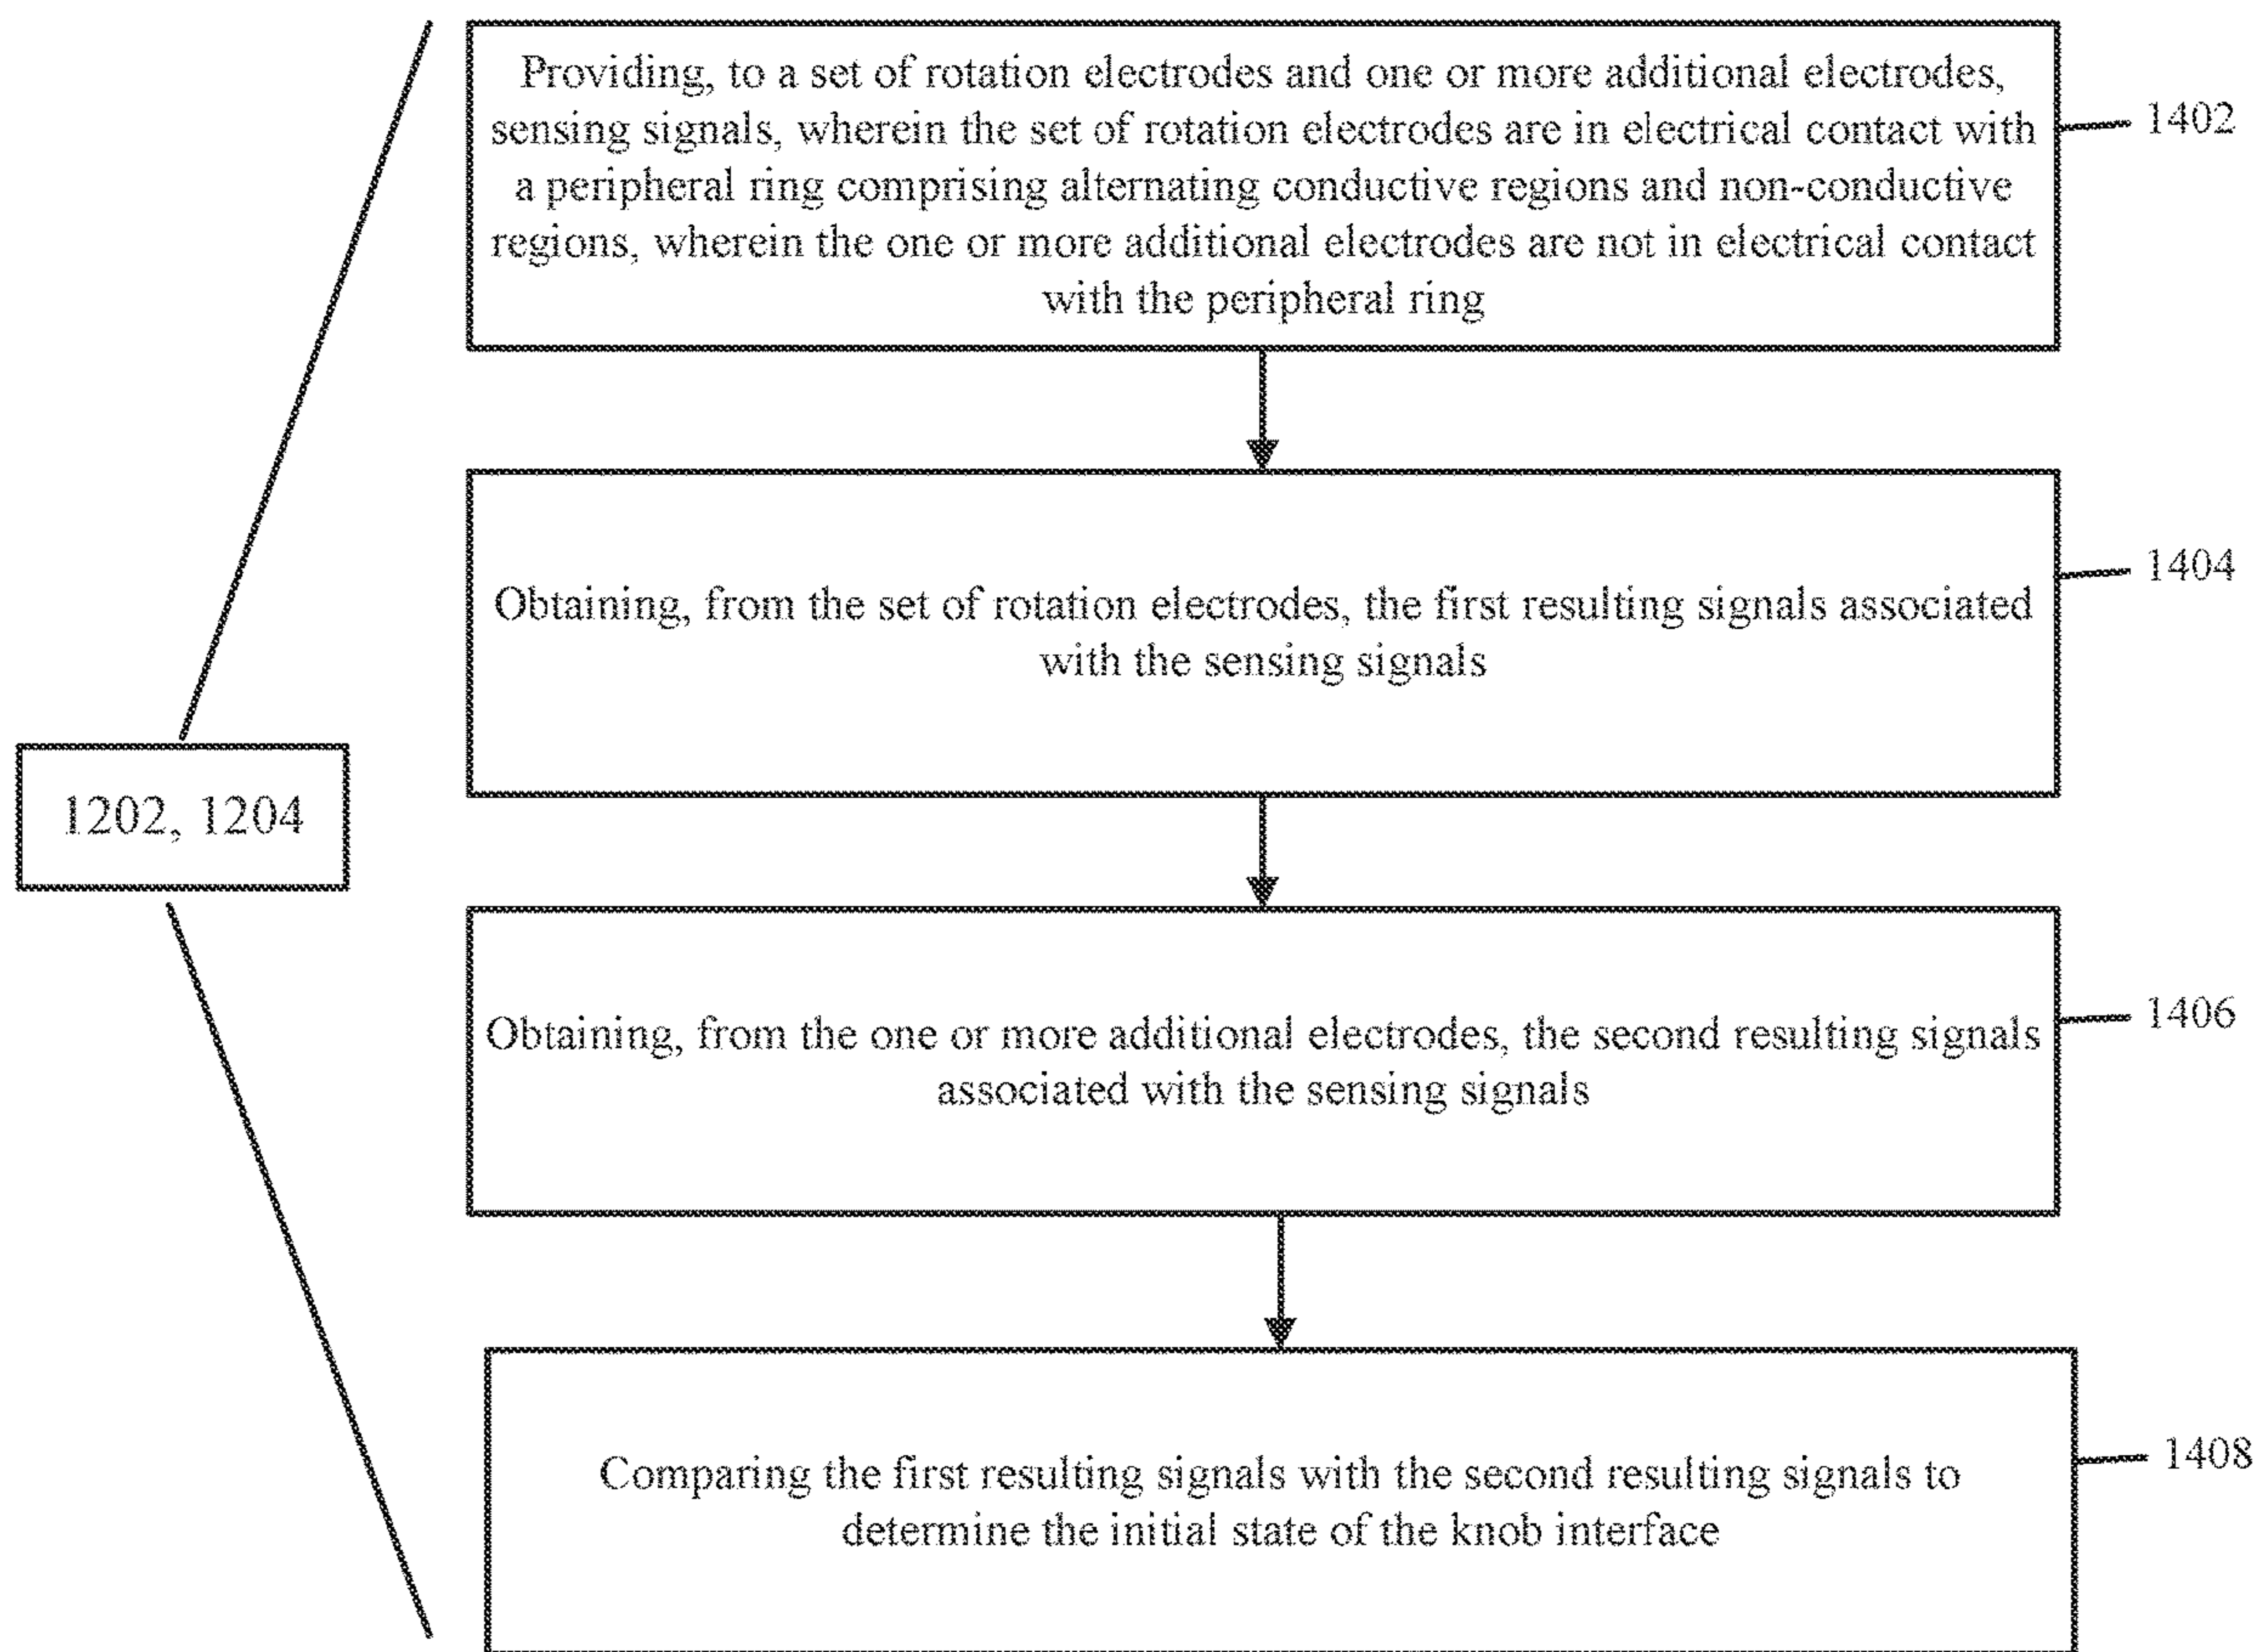 Providing, to a set of rotation electrodes and one or more additional electrodes,
sensing signals, wherein the set of rotation electrodes are in electrical contact with
a peripheral ring comprising alternating conductive regions and non-conductive
regions, wherein the one or more additional electrodes are not in electrical contact
with the peripheral ring
1402
Obtaining, from the set of rotation electrodes, the first resulting signals associated
with the sensing signals
1404
1202, 1204
Obtaining, from the one or more additional electrodes, the second resulting signals
associated with the sensing signals
1406
Comparing the first resulting signals with the second resulting signals to
determine the initial state of the knob interface
1408